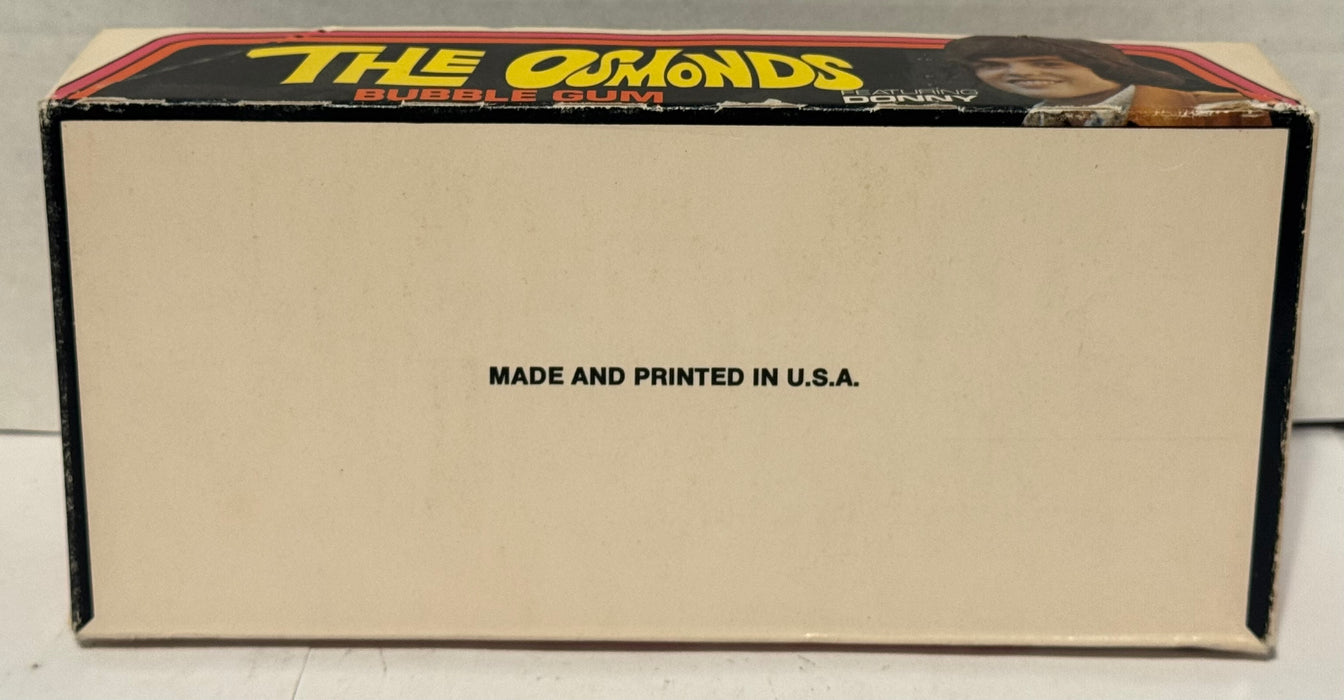 THE OSMONDS
BUBBLE GUM
FEATURING
DONNY
MADE AND PRINTED IN U.S.A.